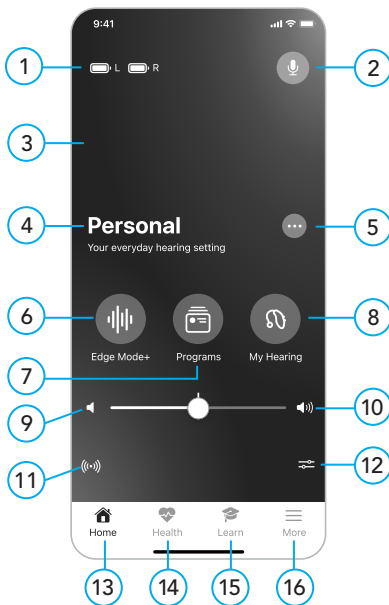 9:41
1
L
R
2
3
4
Personal
5
Your everyday hearing setting
6
8
Edge Mode+
Programs
My Hearing
7
9
10
11
12
Home
Health
Learn
More
13
14
15
16